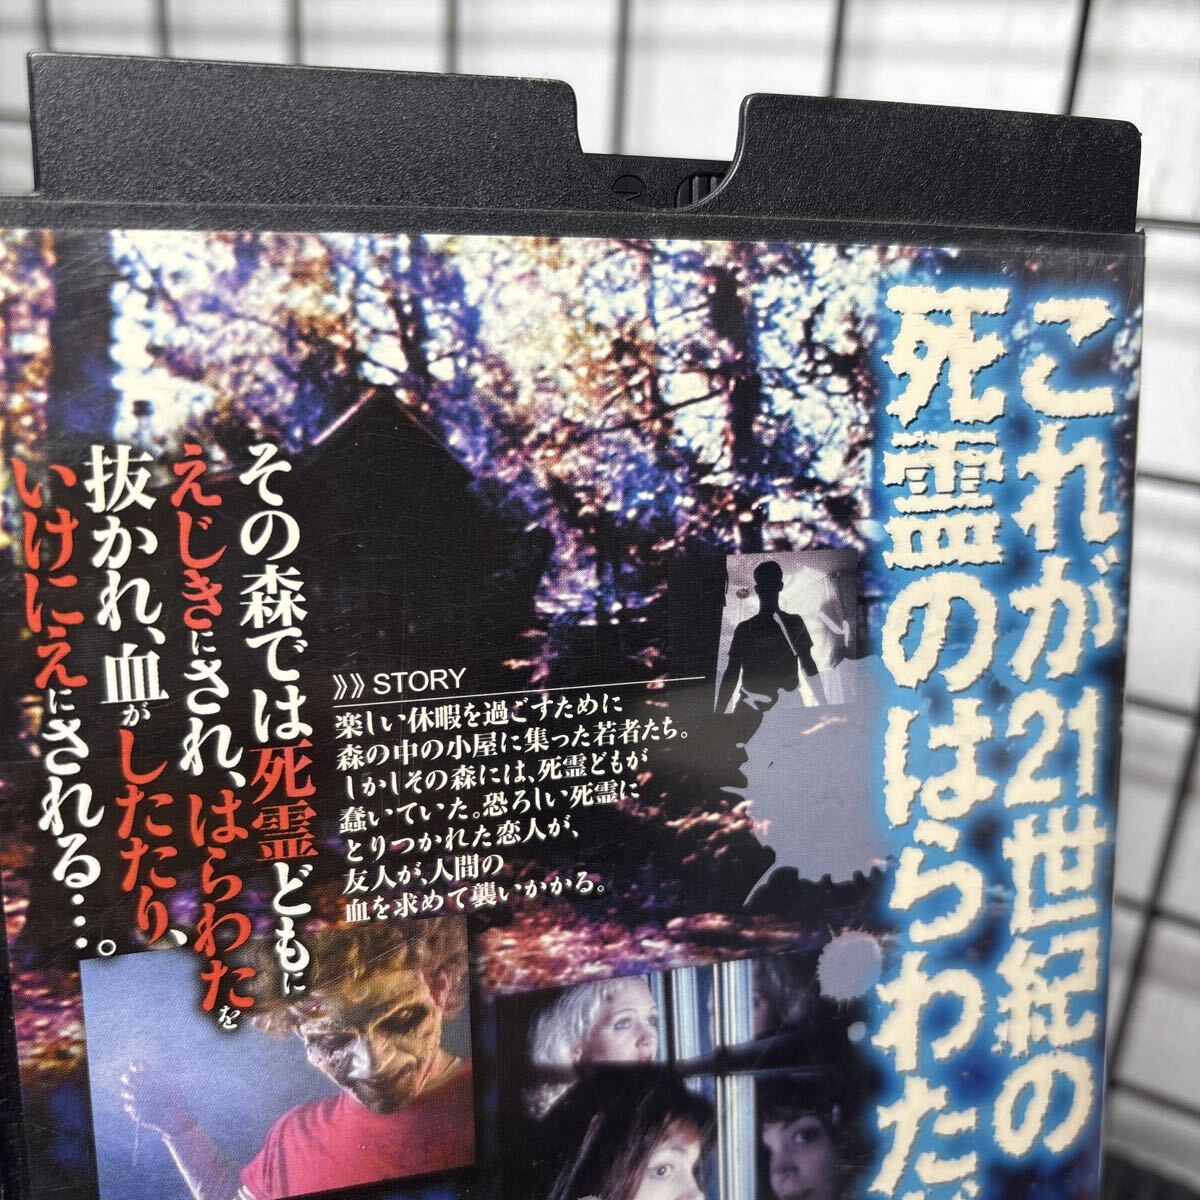 これが21世紀の
死霊のはらわただ
その森では死霊どもに
えじきにされ、はらわたを
抜かれ、血がしたたり、
いけにえにされる…。
》》STORY
楽しい休暇を過ごすために
森の中の小屋に集った若者たち。
しかしその森には、死霊どもが
蠢いていた。恐ろしい死霊に
とりつかれた恋人が、
友人が、人間の
血を求めて襲いかかる。